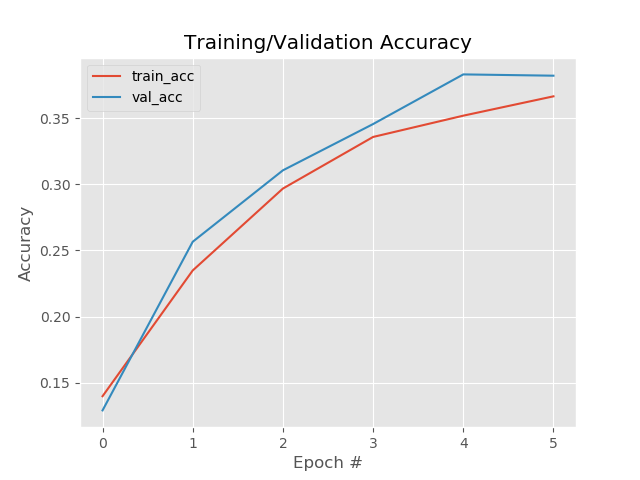 Training/Validation Accuracy
train_acc
val_acc
0.35
0.30
0.25
0.20
0.15
Accuracy
0 1 2 3 4 5
Epoch #